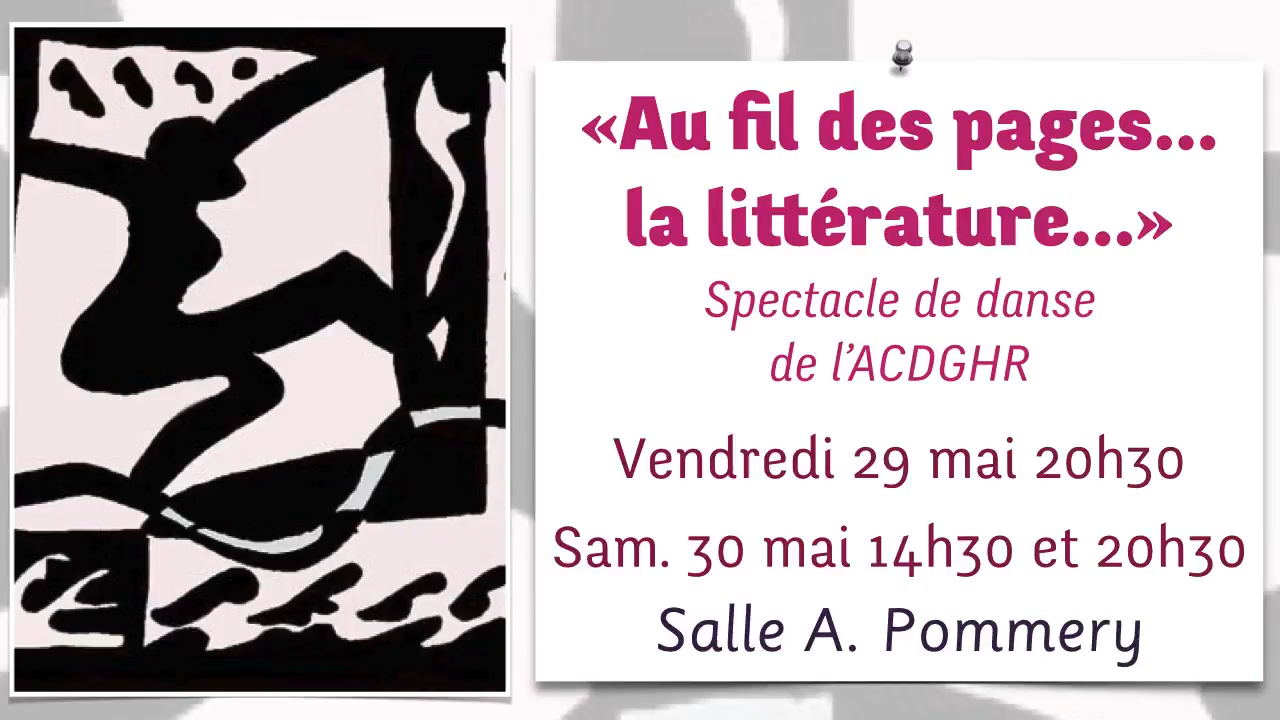 «Au fil des pages...
la littérature...»
Spectacle de danse
de l’ACDGHR
Vendredi 29 mai 20h30
Sam. 30 mai 14h30 et 20h30
Salle A. Pommery